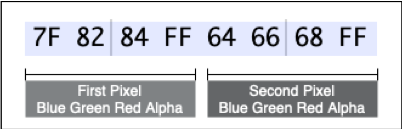 7F 82 84 FF 64 66 68 FF
First Pixel
Blue Green Red Alpha
Second Pixel
Blue Green Red Alpha